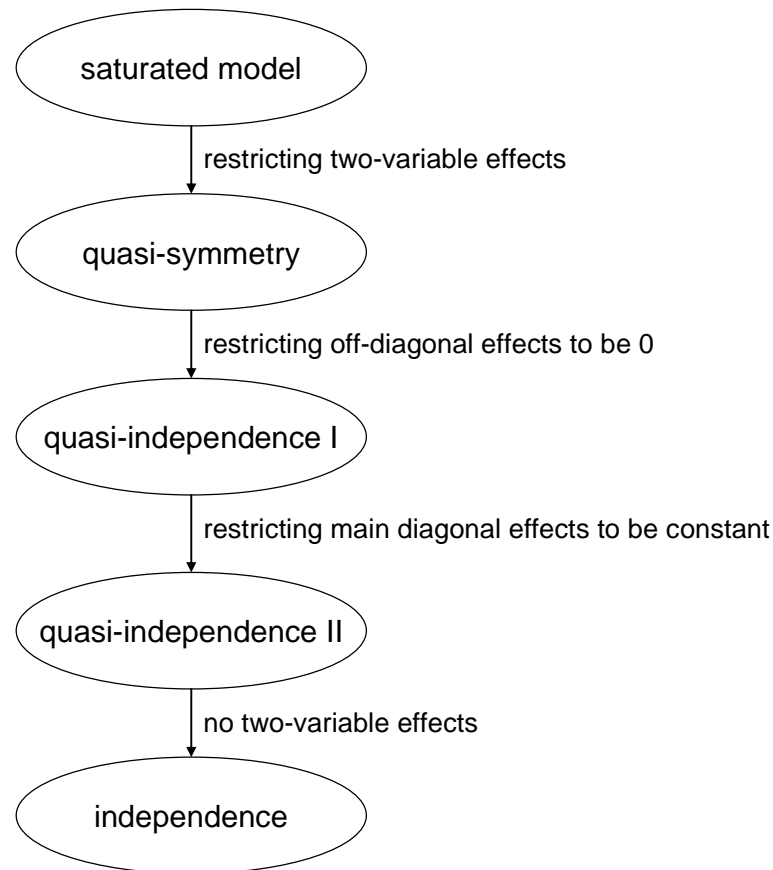 saturated model
restricting two-variable effects
quasi-symmetry
restricting off-diagonal effects to be 0
quasi-independence I
restricting main diagonal effects to be constant
quasi-independence II
no two-variable effects
independence